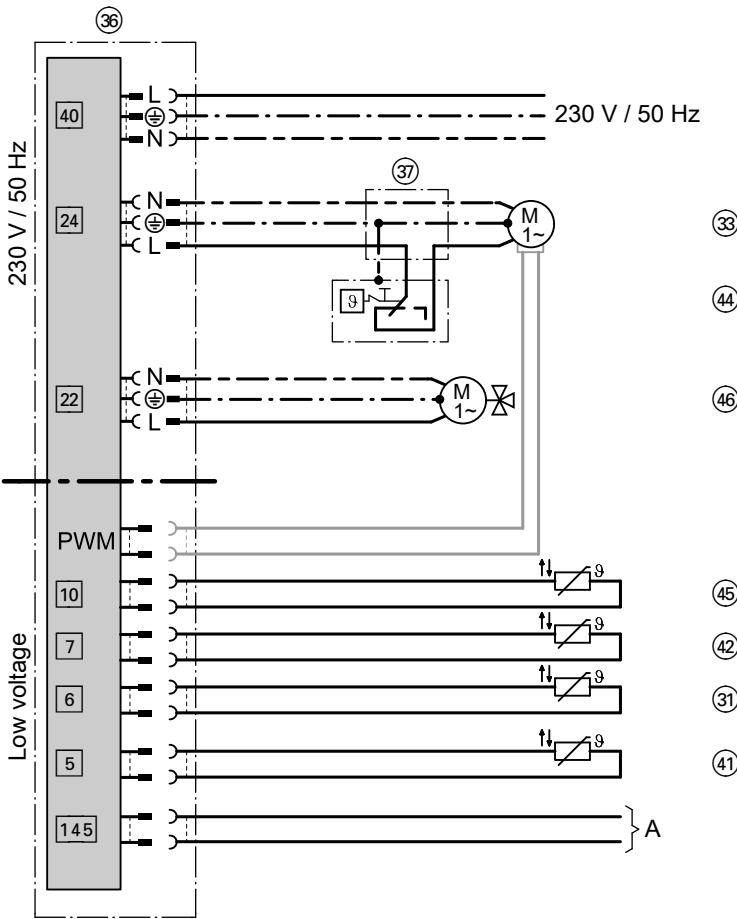 ㊱
230 V / 50 Hz
40
L
N
230 V / 50 Hz
㊲
24
N
L
M
1~
㉝
ϑ
㊹
22
N
L
M
1~
㊻
PWM
Low voltage
10
ϑ
㊺
7
ϑ
㊷
6
ϑ
㉛
5
ϑ
㊶
145
A